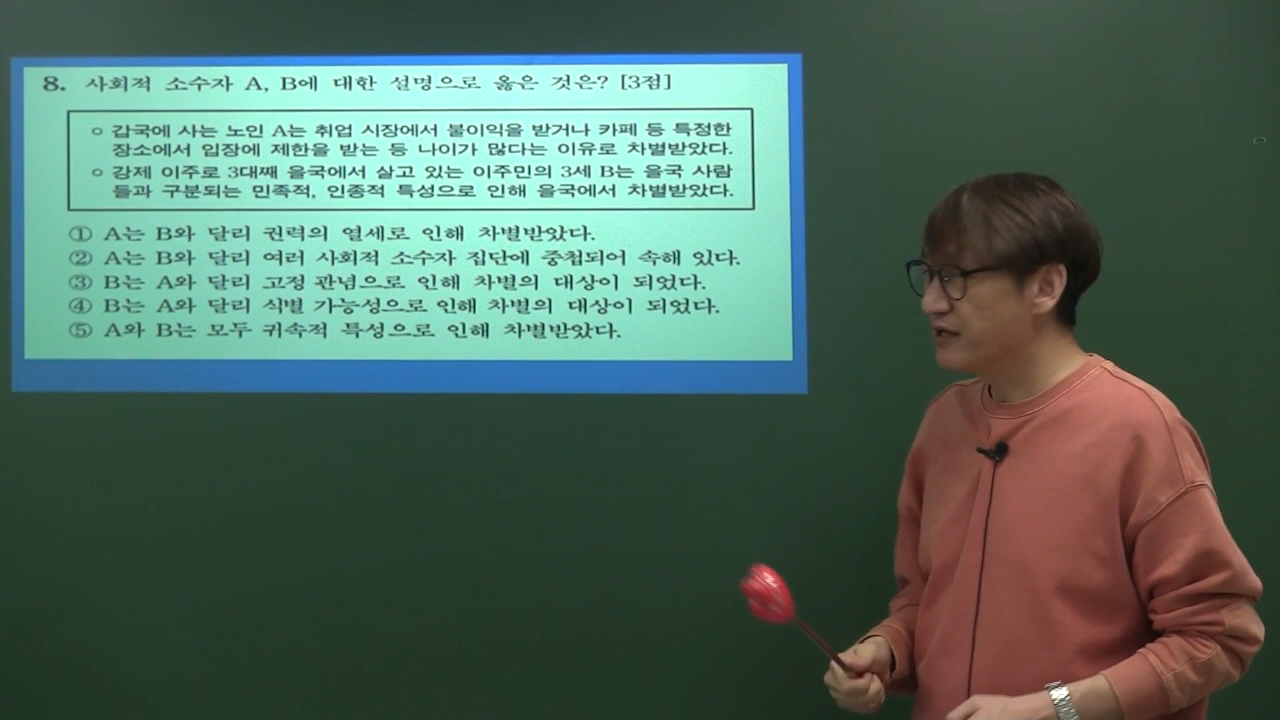 8. 사회적 소수자 A, B에 대한 설명으로 옳은 것은? [3점]
○ 갑국에 사는 노인 A는 취업 시장에서 불이익을 받거나 카페 등 특정한
장소에서 입장에 제한을 받는 등 나이가 많다는 이유로 차별받았다.
○ 강제 이주로 3대째 을국에서 살고 있는 이주민의 3세 B는 을국 사람
들과 구분되는 민족적, 인종적 특성으로 인해 을국에서 차별받았다.
① A는 B와 달리 권력의 열세로 인해 차별받았다.
② A는 B와 달리 여러 사회적 소수자 집단에 중첩되어 속해 있다.
③ B는 A와 달리 고정 관념으로 인해 차별의 대상이 되었다.
④ B는 A와 달리 식별 가능성으로 인해 차별의 대상이 되었다.
⑤ A와 B는 모두 귀속적 특성으로 인해 차별받았다.